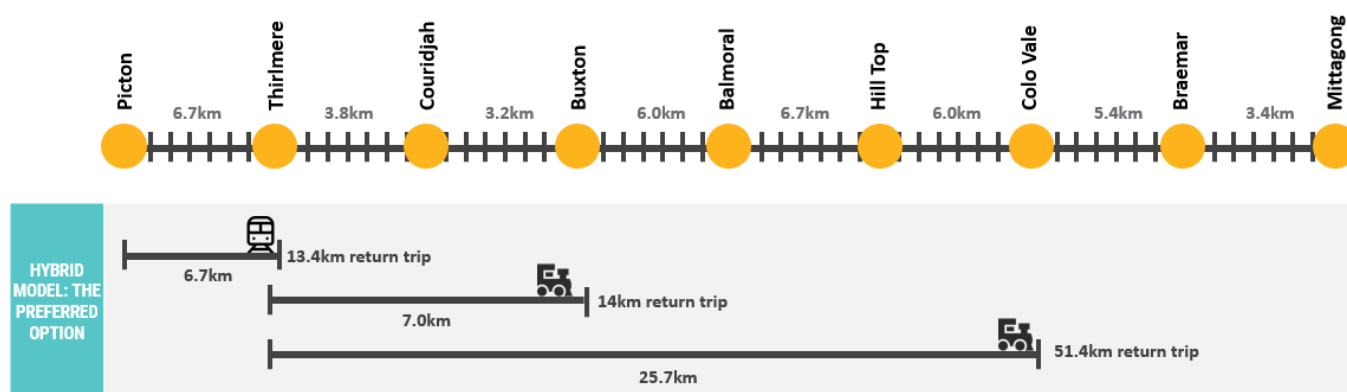 Picton
Thirlmere
Couridjah
Buxton
Balmoral
Hill Top
Colo Vale
Braemar
Mittagong
6.7km
3.8km
3.2km
6.0km
6.7km
6.0km
5.4km
3.4km
HYBRID
MODEL: THE
PREFERRED
OPTION
13.4km return trip
6.7km
14km return trip
7.0km
51.4km return trip
25.7km